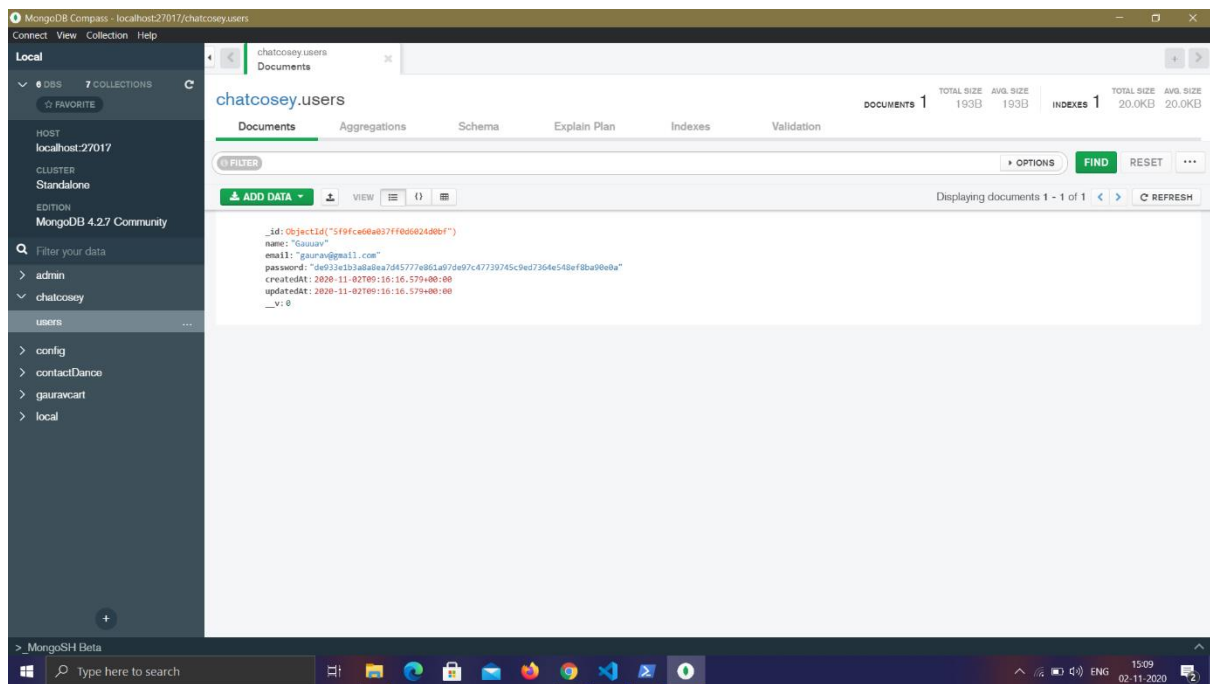 MongoDB Compass - localhost:27017/chatcosey.users
Connect View Collection Help
Local
6 DBS 7 COLLECTIONS
FAVORITE
HOST
localhost:27017
CLUSTER
Standalone
EDITION
MongoDB 4.2.7 Community
Filter your data
admin
chatcosey
users
config
contactDance
gauravcart
local
>_MongoSH Beta
chatcosey.users
Documents
chatcosey.users
DOCUMENTS 1 TOTAL SIZE 193B AVG. SIZE 193B INDEXES 1 TOTAL SIZE 20.0KB AVG. SIZE 20.0KB
Documents Aggregations Schema Explain Plan Indexes Validation
FILTER OPTIONS FIND RESET ...
ADD DATA VIEW {} Displaying documents 1 - 1 of 1 < > REFRESH
_id: ObjectId("5f9fce60a037ff0d6024d0bf")
name: "Gauuav"
email: "gaurav@gmail.com"
password: "de933e1b3a8a8ea7d45777e861a97de97c47739745c9ed7364e548ef8ba90e0a"
createdAt: 2020-11-02T09:16:16.579+00:00
updatedAt: 2020-11-02T09:16:16.579+00:00
__v: 0
Type here to search
ENG
15:09
02-11-2020
2